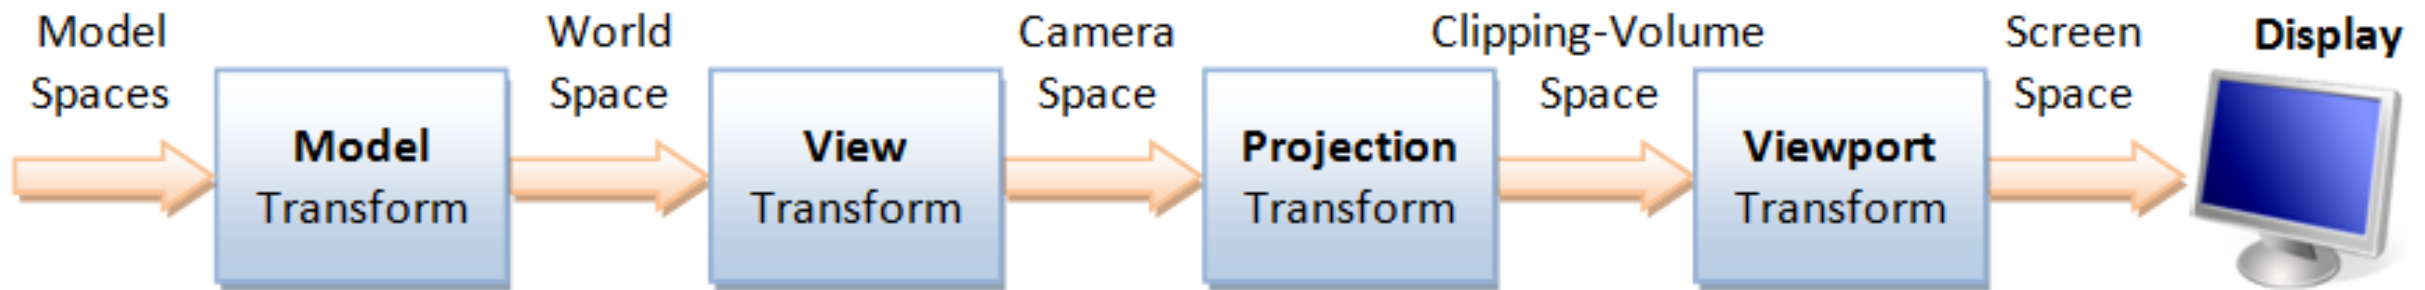 Model
Spaces
Model
Transform
World
Space
View
Transform
Camera
Space
Projection
Transform
Clipping-Volume
Space
Viewport
Transform
Screen
Space
Display